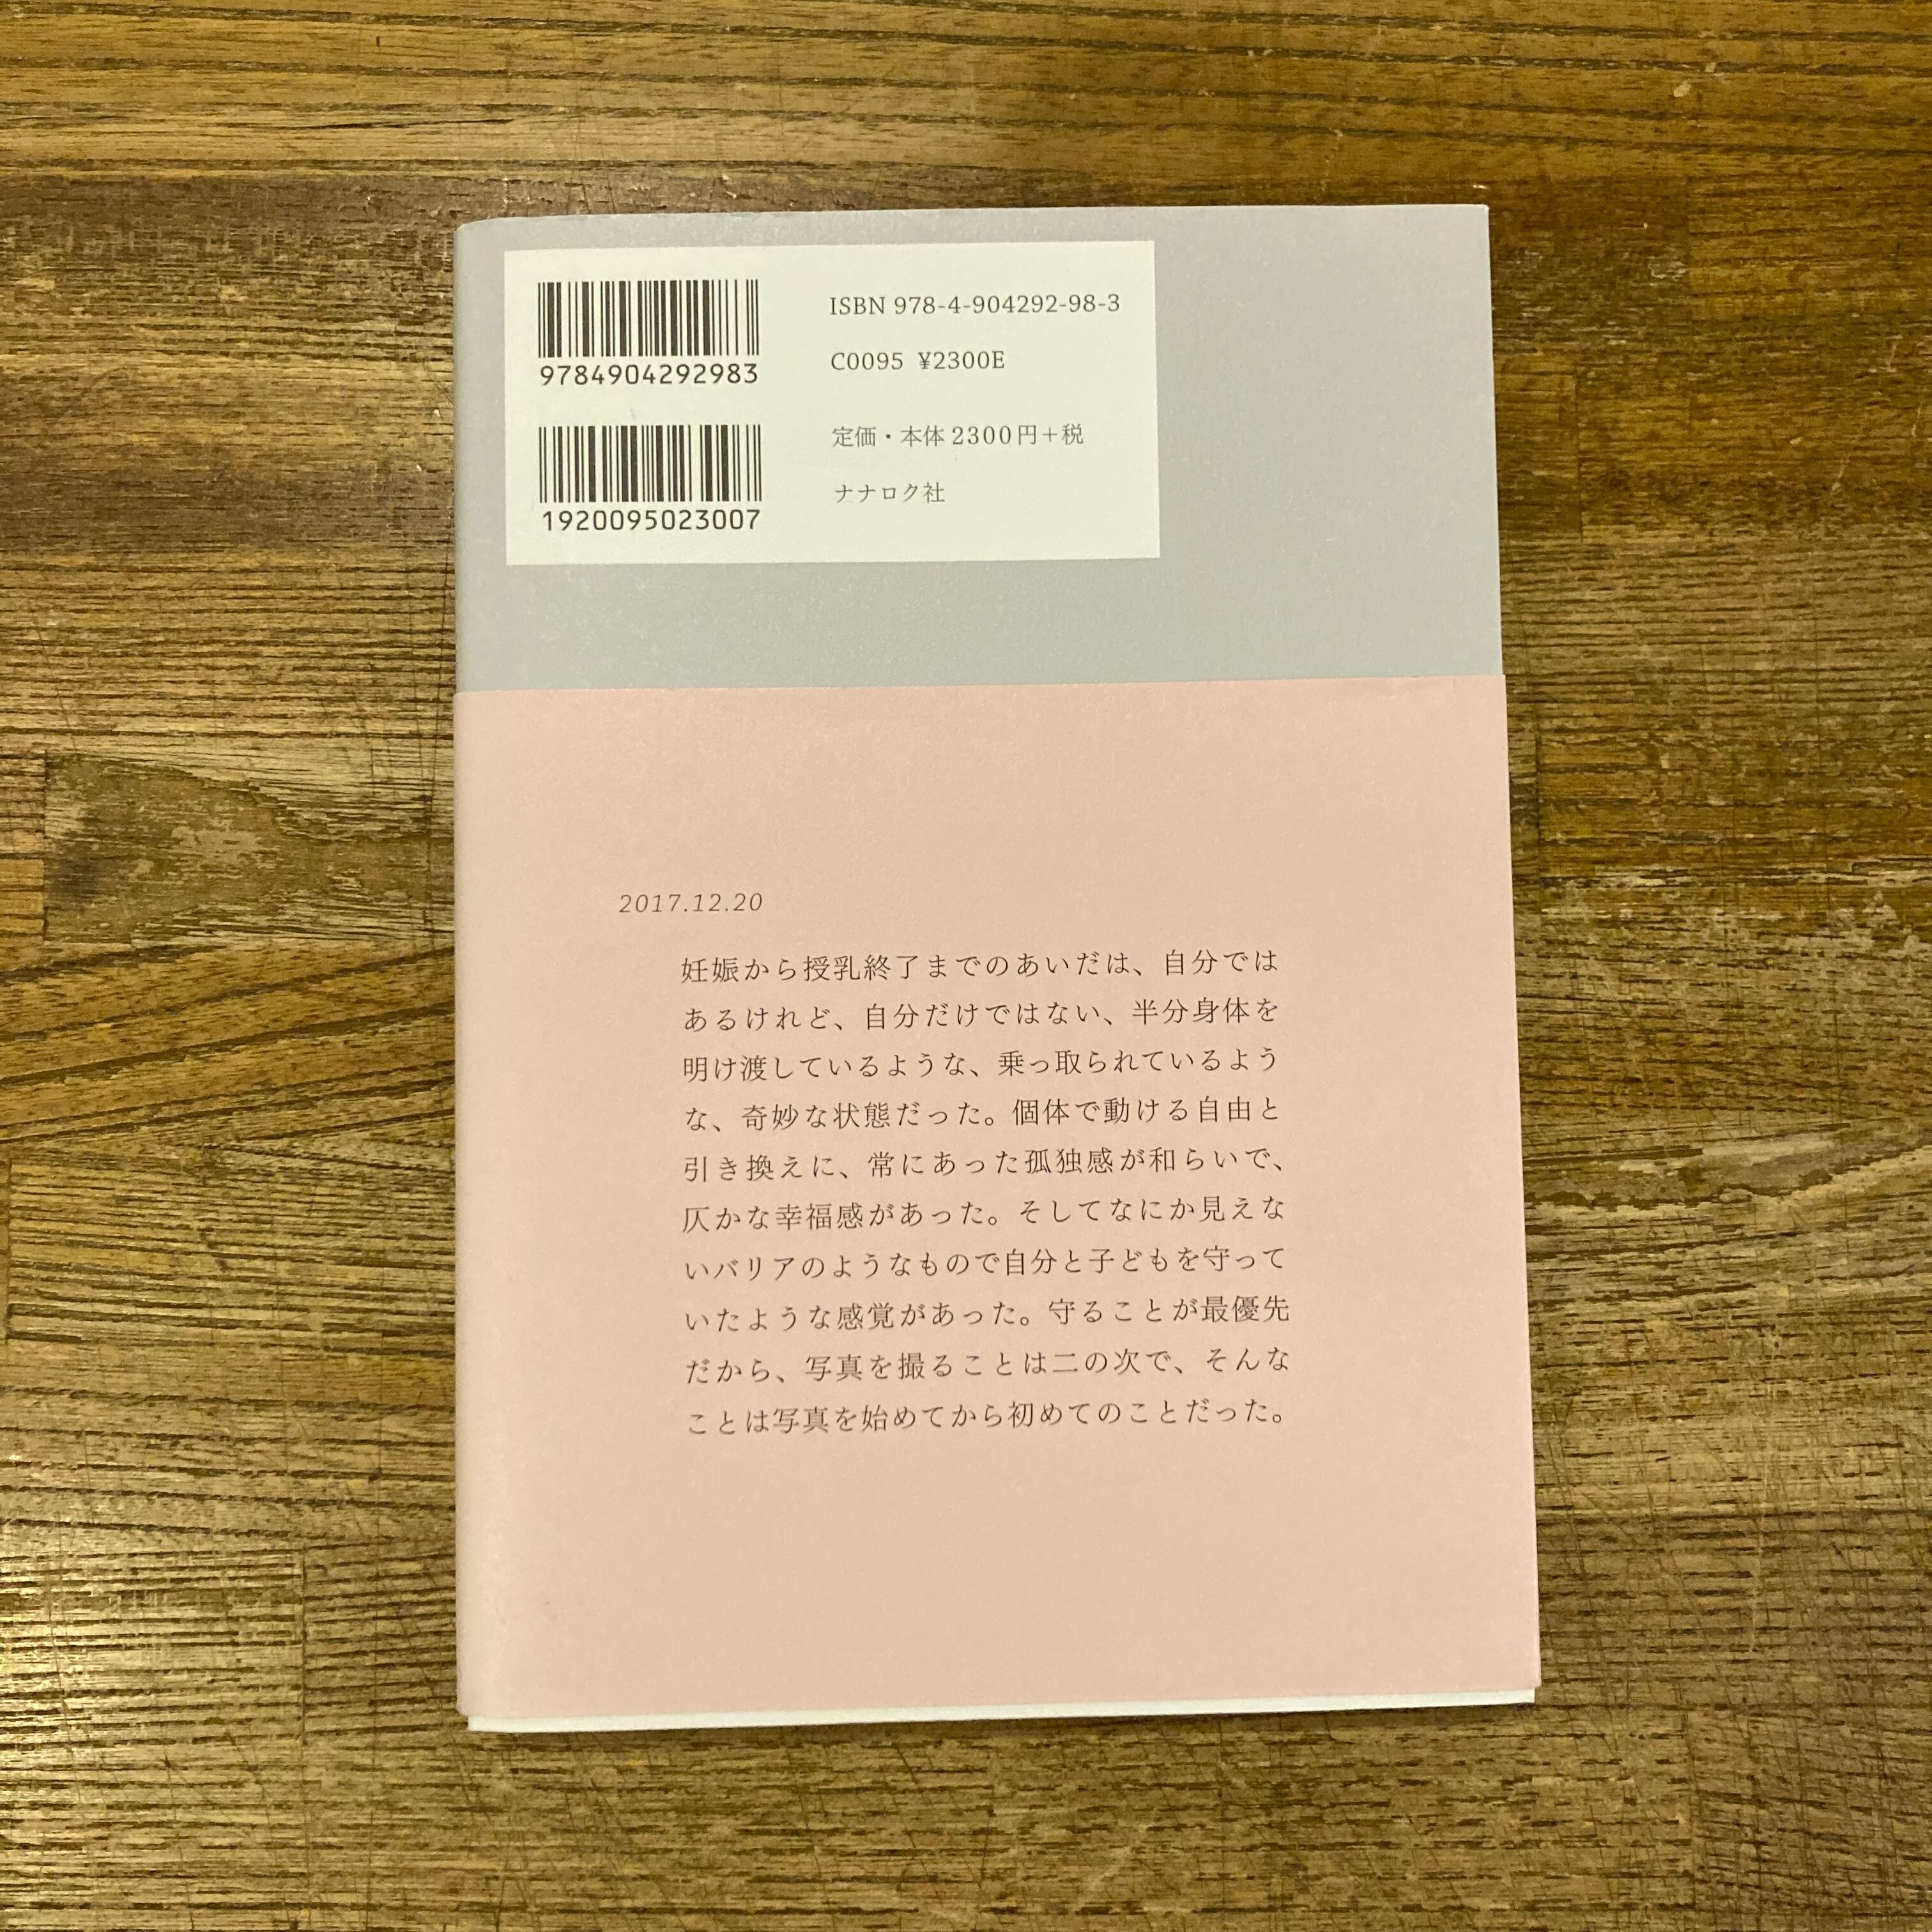 9784904292983
1920095023007
ISBN 978-4-904292-98-3
C0095 ¥2300E
定価・本体2300円+税
ナナロク社
2017.12.20
妊娠から授乳終了までのあいだは、自分では
あるけれど、自分だけではない、半分身体を
明け渡しているような、乗っ取られているよう
な、奇妙な状態だった。個体で動ける自由と
引き換えに、常にあった孤独感が和らいで、
仄かな幸福感があった。そしてなにか見えな
いバリアのようなもので自分と子どもを守って
いたような感覚があった。守ることが最優先
だから、写真を撮ることは二の次で、そんな
ことは写真を始めてから初めてのことだった。